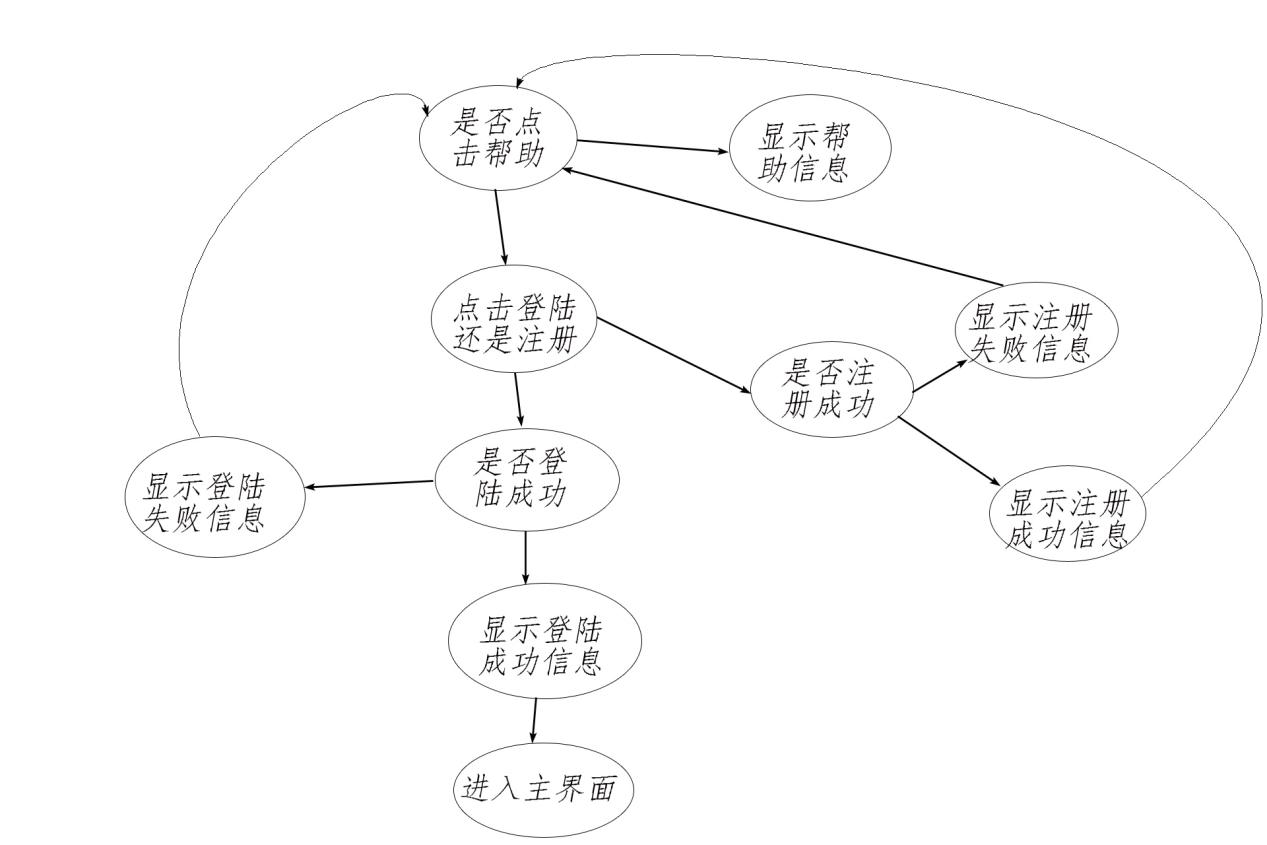 是否点
击帮助
显示帮
助信息
点击登陆
还是注册
显示注册
失败信息
是否注
册成功
是否登
陆成功
显示登陆
失败信息
显示注册
成功信息
显示登陆
成功信息
进入主界面